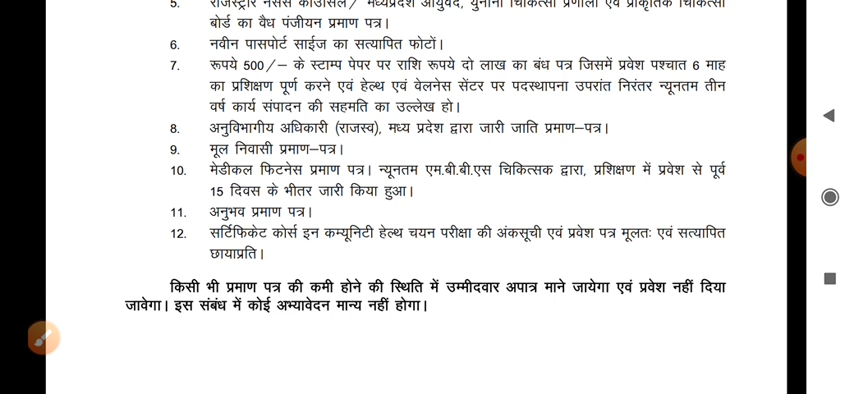 5. रजिस्ट्रार नर्सेस काउंसिल/ मध्यप्रदेश आयुर्वेद, यूनानी चिकित्सा प्रणाली एवं प्राकृतिक चिकित्सा
बोर्ड का वैध पंजीयन प्रमाण पत्र।
6. नवीन पासपोर्ट साईज का सत्यापित फोटों।
7. रूपये 500/– के स्टाम्प पेपर पर राशि रूपये दो लाख का बंध पत्र जिसमें प्रवेश पश्चात 6 माह
का प्रशिक्षण पूर्ण करने एवं हेल्थ एवं वेलनेस सेंटर पर पदस्थापना उपरांत निरंतर न्यूनतम तीन
वर्ष कार्य संपादन की सहमति का उल्लेख हो।
8. अनुविभागीय अधिकारी (राजस्व), मध्य प्रदेश द्वारा जारी जाति प्रमाण–पत्र।
9. मूल निवासी प्रमाण–पत्र।
10. मेडीकल फिटनेस प्रमाण पत्र। न्यूनतम एम.बी.बी.एस चिकित्सक द्वारा, प्रशिक्षण में प्रवेश से पूर्व
15 दिवस के भीतर जारी किया हुआ।
11. अनुभव प्रमाण पत्र।
12. सर्टिफिकेट कोर्स इन कम्यूनिटी हेल्थ चयन परीक्षा की अंकसूची एवं प्रवेश पत्र मूलतः एवं सत्यापित
छायाप्रति।
किसी भी प्रमाण पत्र की कमी होने की स्थिति में उम्मीदवार अपात्र माने जायेगा एवं प्रवेश नहीं दिया
जावेगा। इस संबंध में कोई अभ्यावेदन मान्य नहीं होगा।